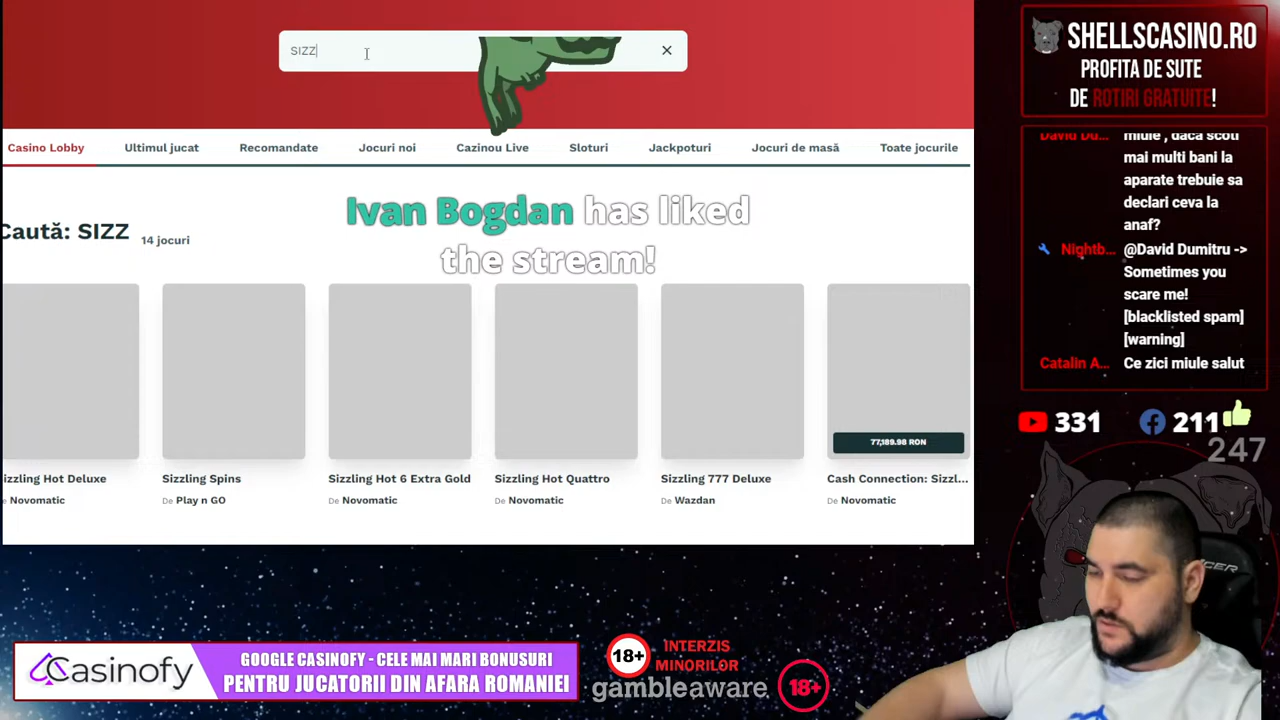 SIZZ
Casino Lobby Ultimul jucat Recomandate Jocuri noi Cazinou Live Sloturi Jackpoturi Jocuri de masă Toate jocurile
Ivan Bogdan has liked
the stream!
Caută: SIZZ 14 jocuri
77,189.98 RON
izzling Hot Deluxe Sizzling Spins Sizzling Hot 6 Extra Gold Sizzling Hot Quattro Sizzling 777 Deluxe Cash Connection: Sizzl...
Novomatic De Play n GO De Novomatic De Novomatic De Wazdan De Novomatic
SHELLSCASINO.RO
PROFITA DE SUTE
DE ROTIRI GRATUITE!
David Du... miule , daca scoti
mai multi bani la
aparate trebuie sa
declari ceva la
anaf?
Nightb... @David Dumitru ->
Sometimes you
scare me!
[blacklisted spam]
[warning]
Catalin A... Ce zici miule salut
331 211
247
Casinofy
GOOGLE CASINOFY - CELE MAI MARI BONUSURI
PENTRU JUCATORII DIN AFARA ROMANIEI
18+ INTERZIS
MINORILOR
gambleaware 18+